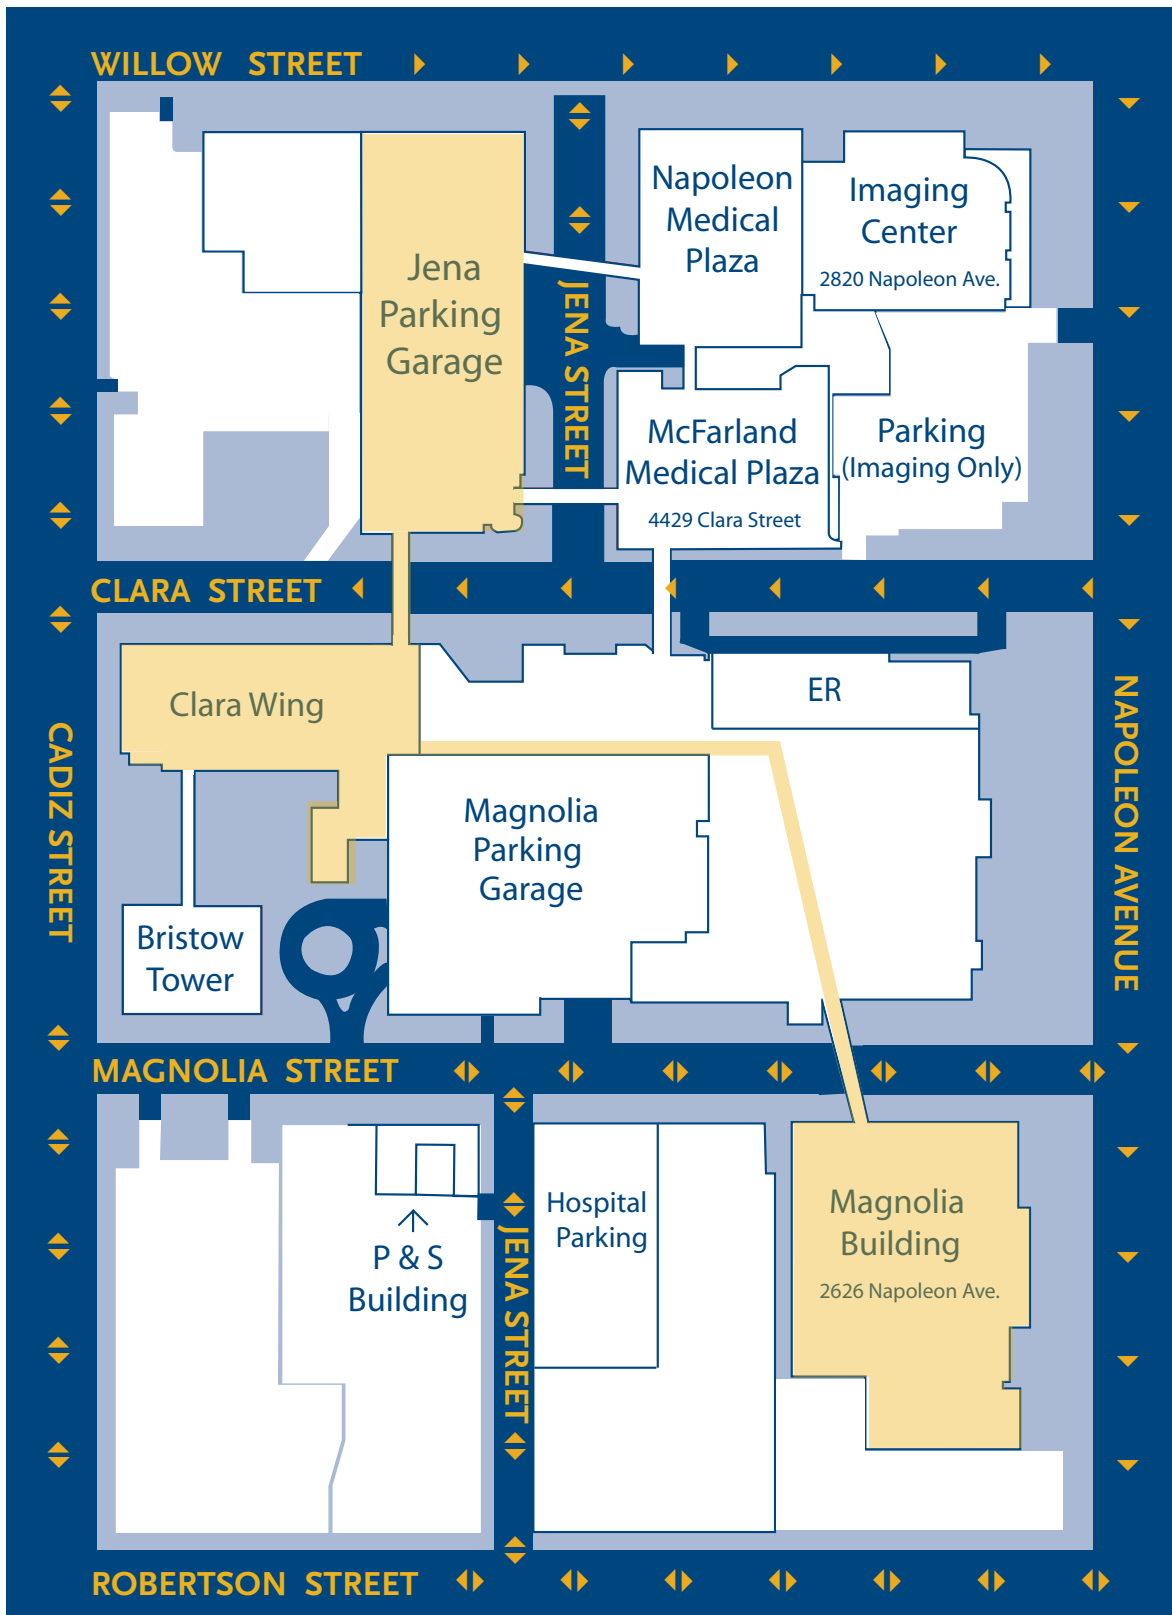 WILLOW STREET
Napoleon
Medical
Plaza
Imaging
Center
2820 Napoleon Ave.
Jena
Parking
Garage
JENA STREET
McFarland
Medical Plaza
4429 Clara Street
Parking
(Imaging Only)
CLARA STREET
Clara Wing
ER
NAPOLEON AVENUE
CADIZ STREET
Magnolia
Parking
Garage
Bristow
Tower
MAGNOLIA STREET
Hospital
Parking
Magnolia
Building
2626 Napoleon Ave.
P & S
Building
JENA STREET
ROBERTSON STREET